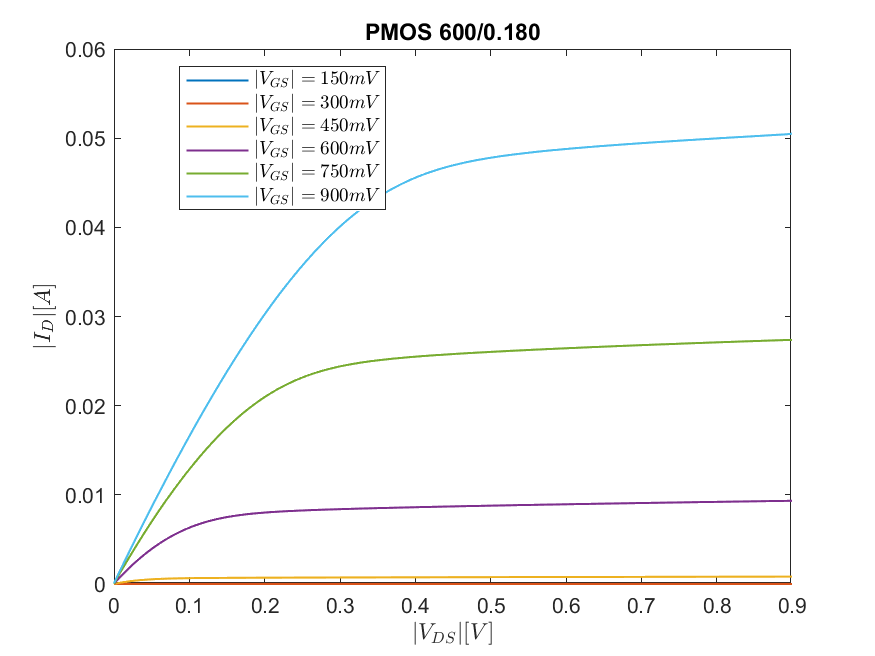 PMOS 600/0.180
0.06
0.05
0.04
0.03
0.02
0.01
0
|I_D|[A]
|V_GS| = 150mV
|V_GS| = 300mV
|V_GS| = 450mV
|V_GS| = 600mV
|V_GS| = 750mV
|V_GS| = 900mV
0 0.1 0.2 0.3 0.4 0.5 0.6 0.7 0.8 0.9
|V_DS|[V]